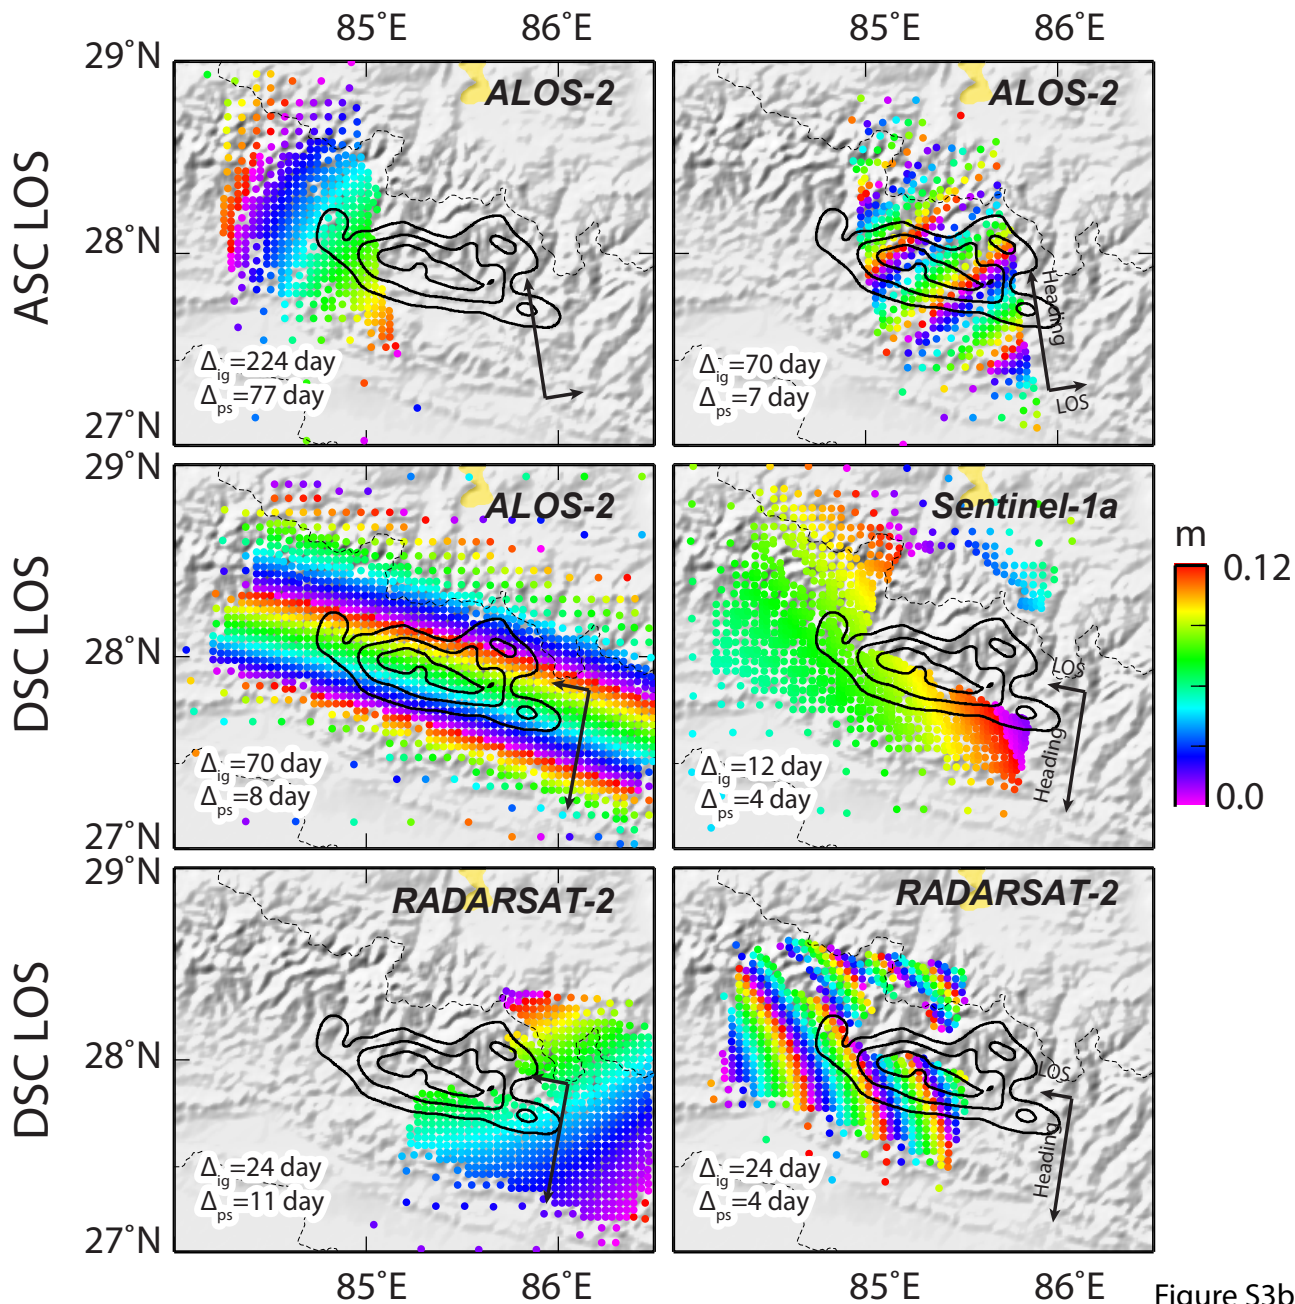 85°E 86°E 85°E 86°E
29°N
ALOS-2 ALOS-2
ASC LOS
28°N
Heading
Δig=224 day Δig=70 day
Δps=77 day Δps=7 day
LOS
27°N
29°N
ALOS-2 Sentinel-1a
m
0.12
DSC LOS
28°N
LOS
Heading
Δig=70 day Δig=12 day
Δps=8 day Δps=4 day
0.0
27°N
29°N
RADARSAT-2 RADARSAT-2
DSC LOS
28°N
LOS
Heading
Δig=24 day Δig=24 day
Δps=11 day Δps=4 day
27°N
85°E 86°E 85°E 86°E
Figure S3b